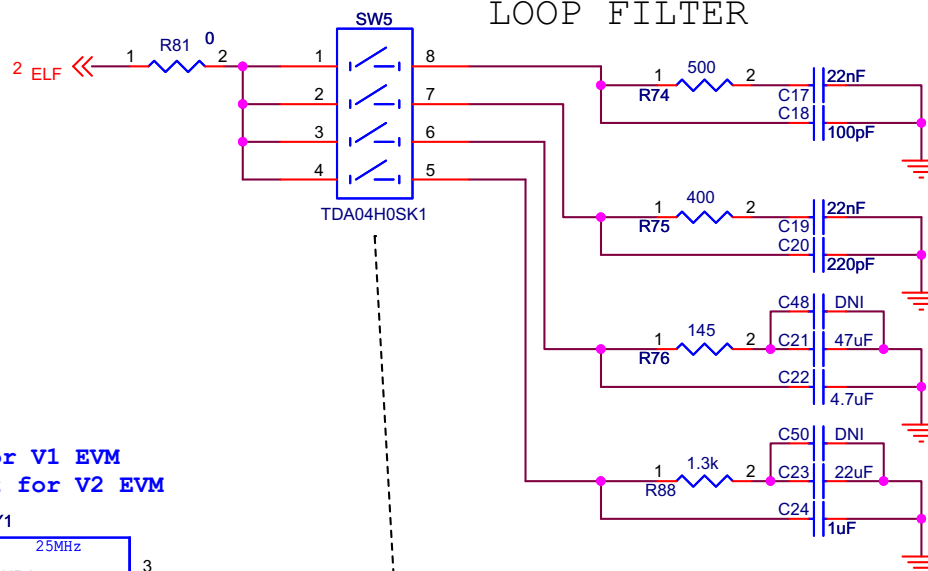 LOOP FILTER
SW5
2 ELF
1 R81 0 2
1 8
2 7
3 6
4 5
TDA04H0SK1
1 500 2
R74
C17 22nF
C18 100pF
1 400 2
R75
C19 22nF
C20 220pF
C48 DNI
1 145 2
R76
C21 47uF
C22 4.7uF
C50 DNI
1 1.3k 2
R88
C23 22uF
C24 1uF
V1 EVM
for V2 EVM
25MHz
3